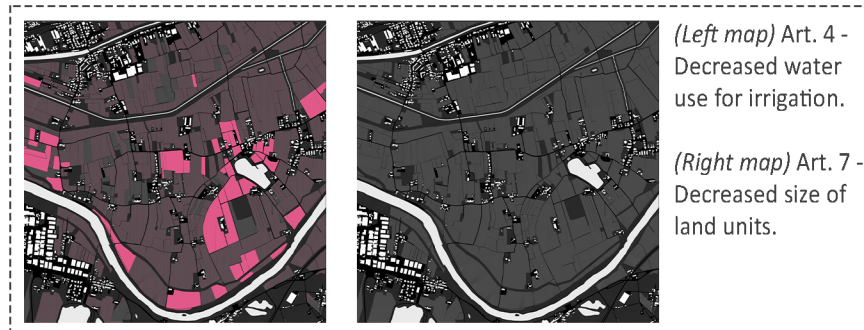 (Left map) Art. 4 -
Decreased water
use for irrigation.
(Right map) Art. 7 -
Decreased size of
land units.